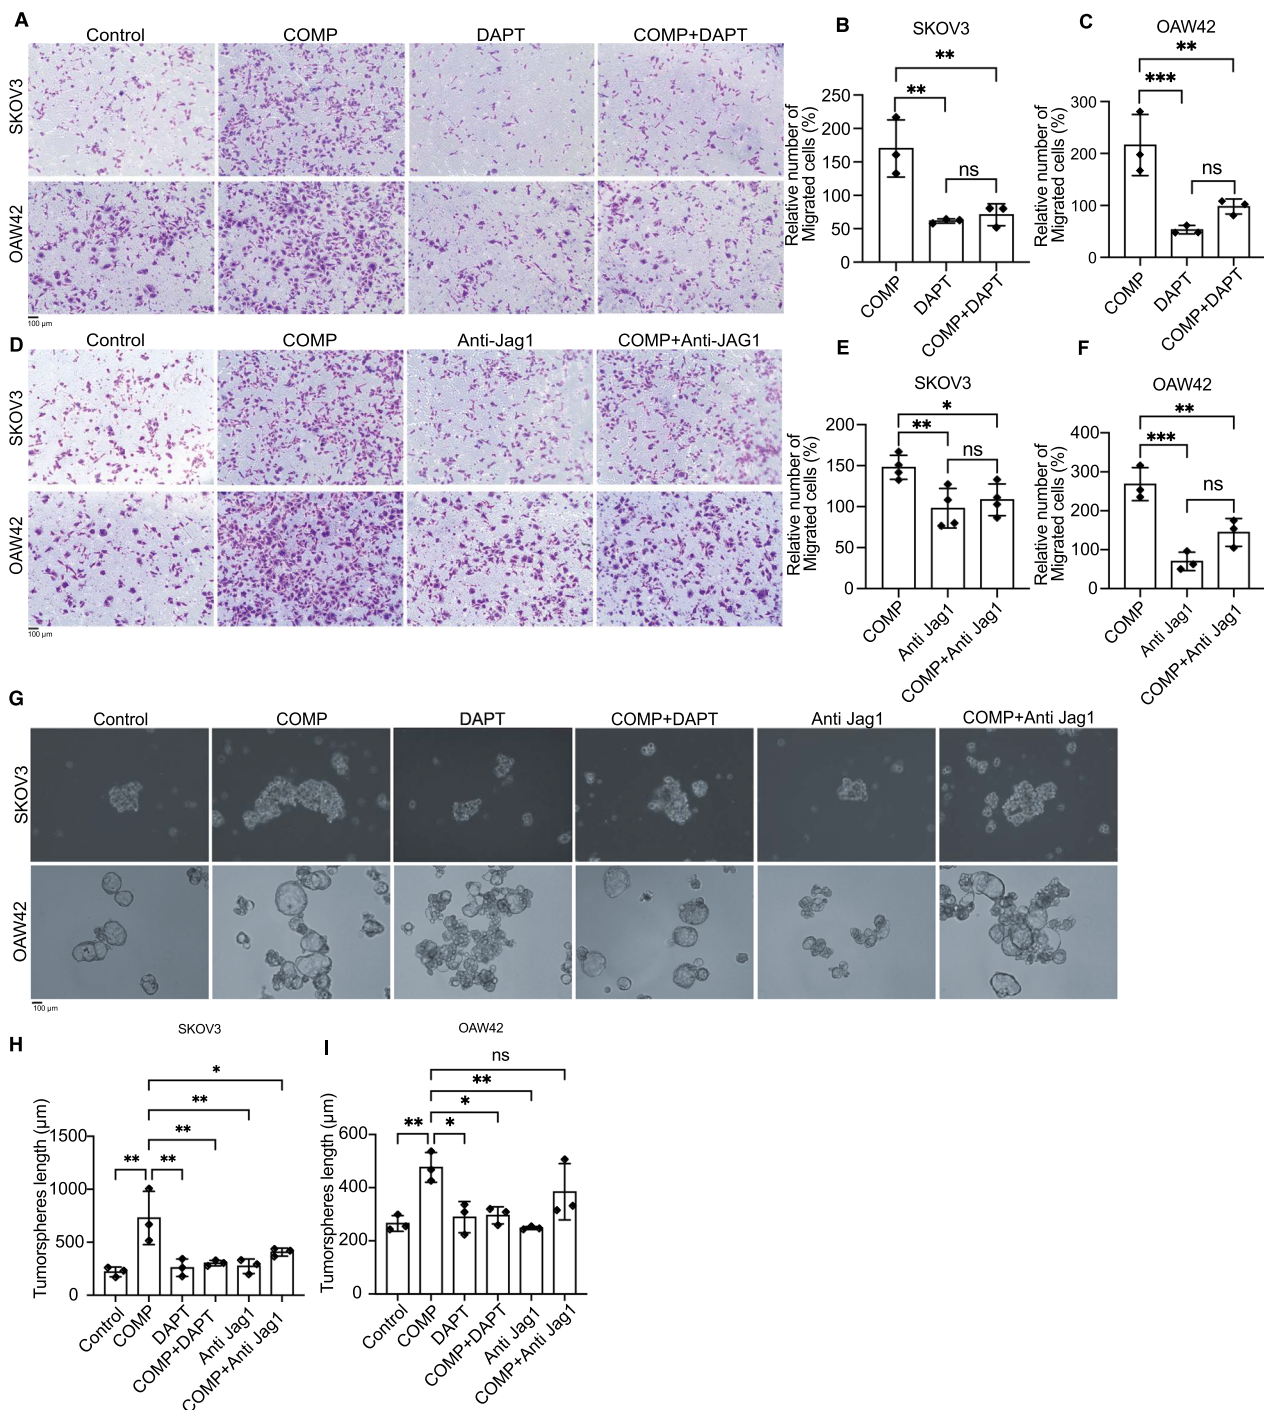 A
Control
COMP
DAPT
COMP+DAPT
SKOV3
OAW42
100 µm
B
SKOV3
**
**
ns
Relative number of
Migrated cells (%)
250
200
150
100
50
0
COMP
DAPT
COMP+DAPT
C
OAW42
**
***
ns
Relative number of
Migrated cells (%)
300
200
100
0
COMP
DAPT
COMP+DAPT
D
Control
COMP
Anti-Jag1
COMP+Anti-JAG1
SKOV3
OAW42
100 µm
E
SKOV3
*
**
ns
Relative number of
Migrated cells (%)
200
150
100
50
0
COMP
Anti Jag1
COMP+Anti Jag1
F
OAW42
**
***
ns
Relative number of
Migrated cells (%)
400
300
200
100
0
COMP
Anti Jag1
COMP+Anti Jag1
G
Control
COMP
DAPT
COMP+DAPT
Anti Jag1
COMP+Anti Jag1
SKOV3
OAW42
100 µm
H
SKOV3
*
**
**
** **
Tumorspheres length (µm)
1500
1000
500
0
Control
COMP
DAPT
COMP+DAPT
Anti Jag1
COMP+Anti Jag1
I
OAW42
ns
**
*
** *
Tumorspheres length (µm)
600
400
200
0
Control
COMP
DAPT
COMP+DAPT
Anti Jag1
COMP+Anti Jag1